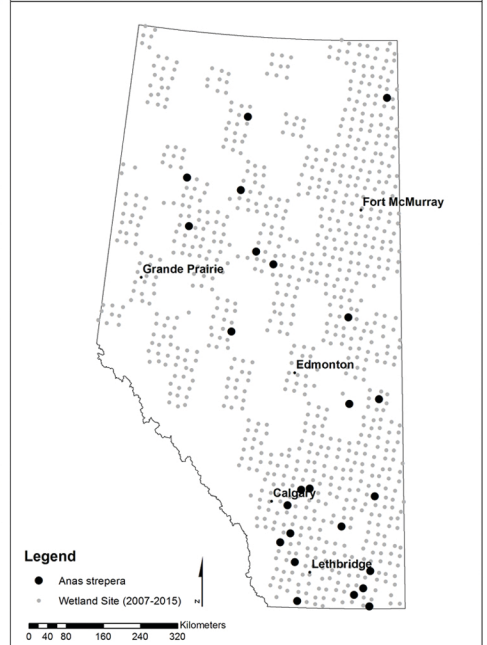 Fort McMurray
Grande Prairie
Edmonton
Calgary
Lethbridge
Legend
Anas strepera
Wetland Site (2007-2015)
N
0 40 80 160 240 320 Kilometers